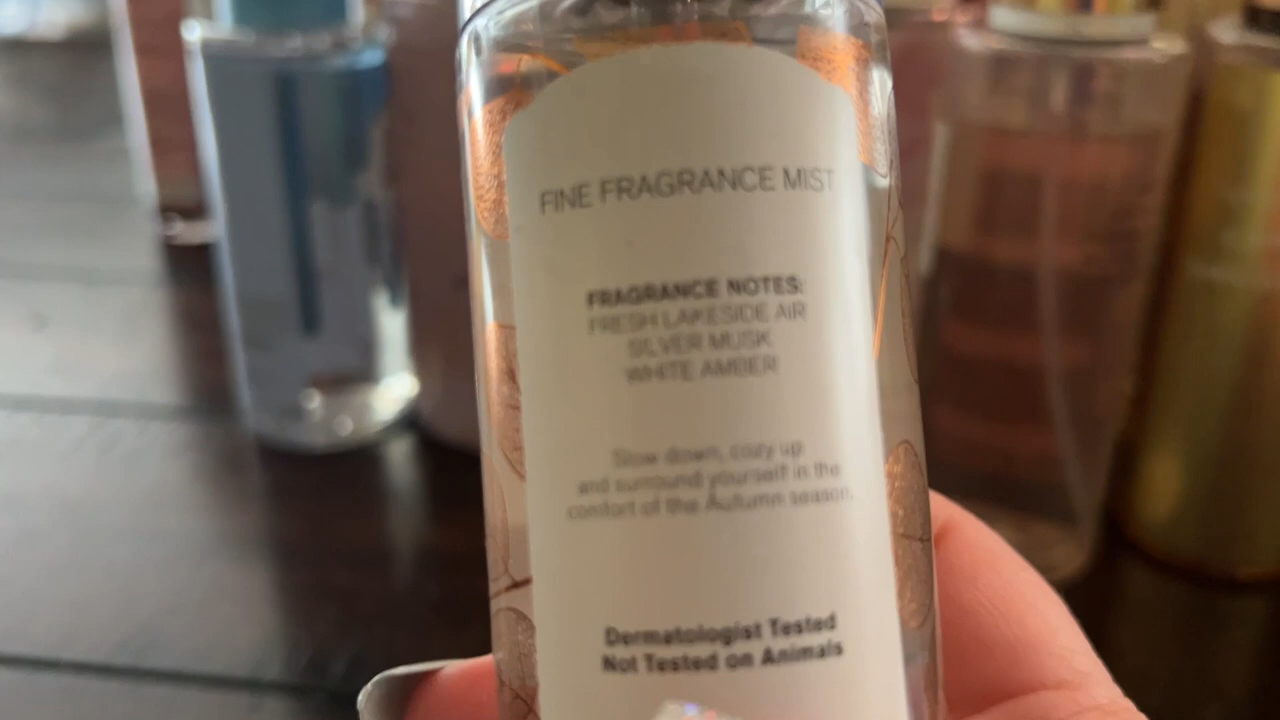 FINE FRAGRANCE MIST
FRAGRANCE NOTES:
FRESH LAKESIDE AIR
SILVER MUSK
WHITE AMBER
Slow down, cozy up
and surround yourself in the
comfort of the Autumn season.
Dermatologist Tested
Not Tested on Animals